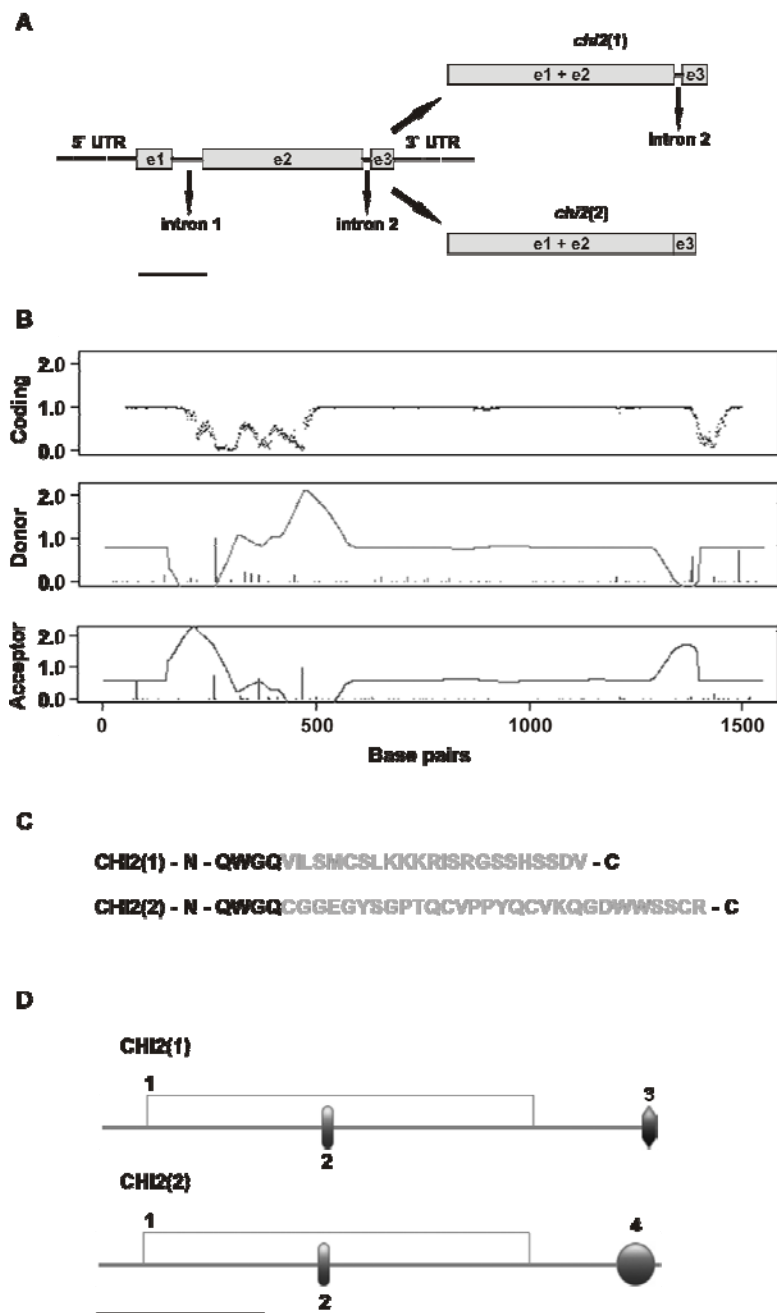 A
chi2(1)
e1 + e2 e3
5' UTR 3' UTR
e1 e2 e3
intron 2
intron 1 intron 2
chi2(2)
e1 + e2 e3
B
Coding
2.0
1.0
0.0
Donor
2.0
1.0
0.0
Acceptor
2.0
1.0
0.0
0 500 1000 1500
Base pairs
C
CHI2(1) - N - QWGQVILSMCSLKKKRISRGSSHSSDV - C
CHI2(2) - N - QWGQCGGEGYSGPTQCVPPYQCVKQGDWWSSCR - C
D
CHI2(1)
1 3
2
CHI2(2)
1 4
2